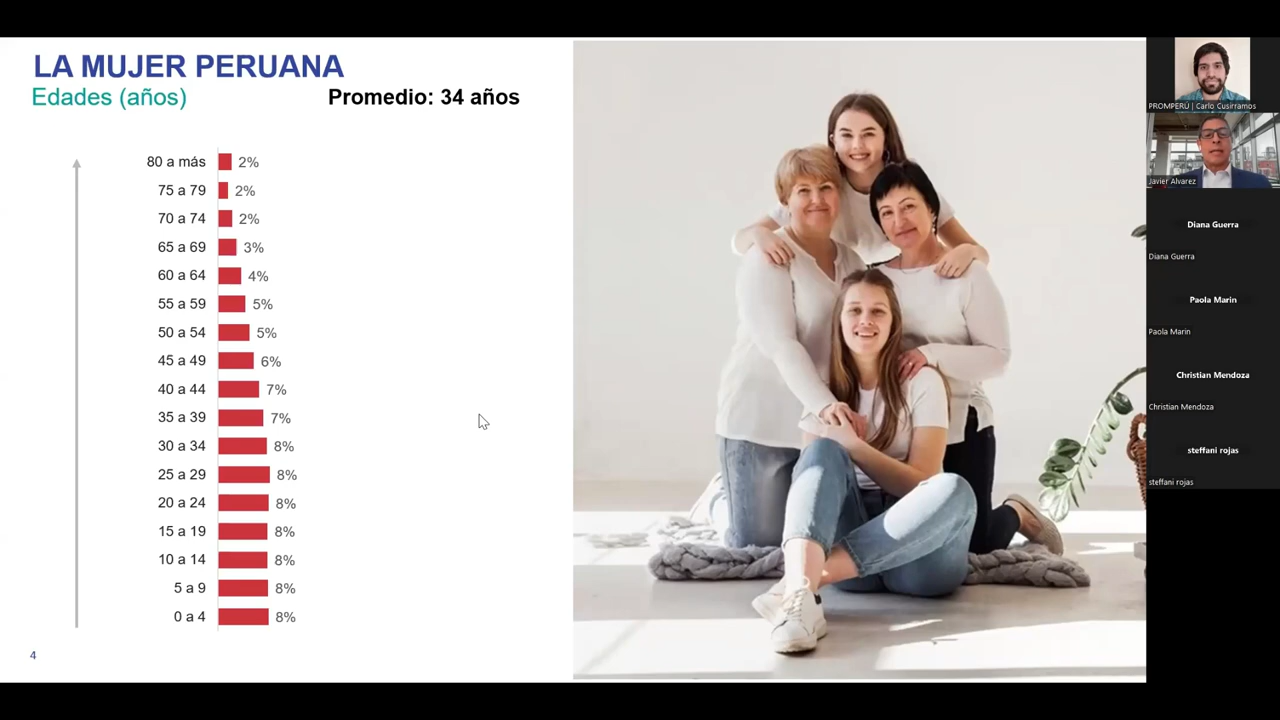 LA MUJER PERUANA
Edades (años)
Promedio: 34 años
80 a más 2%
75 a 79 2%
70 a 74 2%
65 a 69 3%
60 a 64 4%
55 a 59 5%
50 a 54 5%
45 a 49 6%
40 a 44 7%
35 a 39 7%
30 a 34 8%
25 a 29 8%
20 a 24 8%
15 a 19 8%
10 a 14 8%
5 a 9 8%
0 a 4 8%
4
PROMPERÚ | Carlo Cusirramos
Javier Alvarez
Diana Guerra
Diana Guerra
Paola Marin
Paola Marin
Christian Mendoza
Christian Mendoza
steffani rojas
steffani rojas